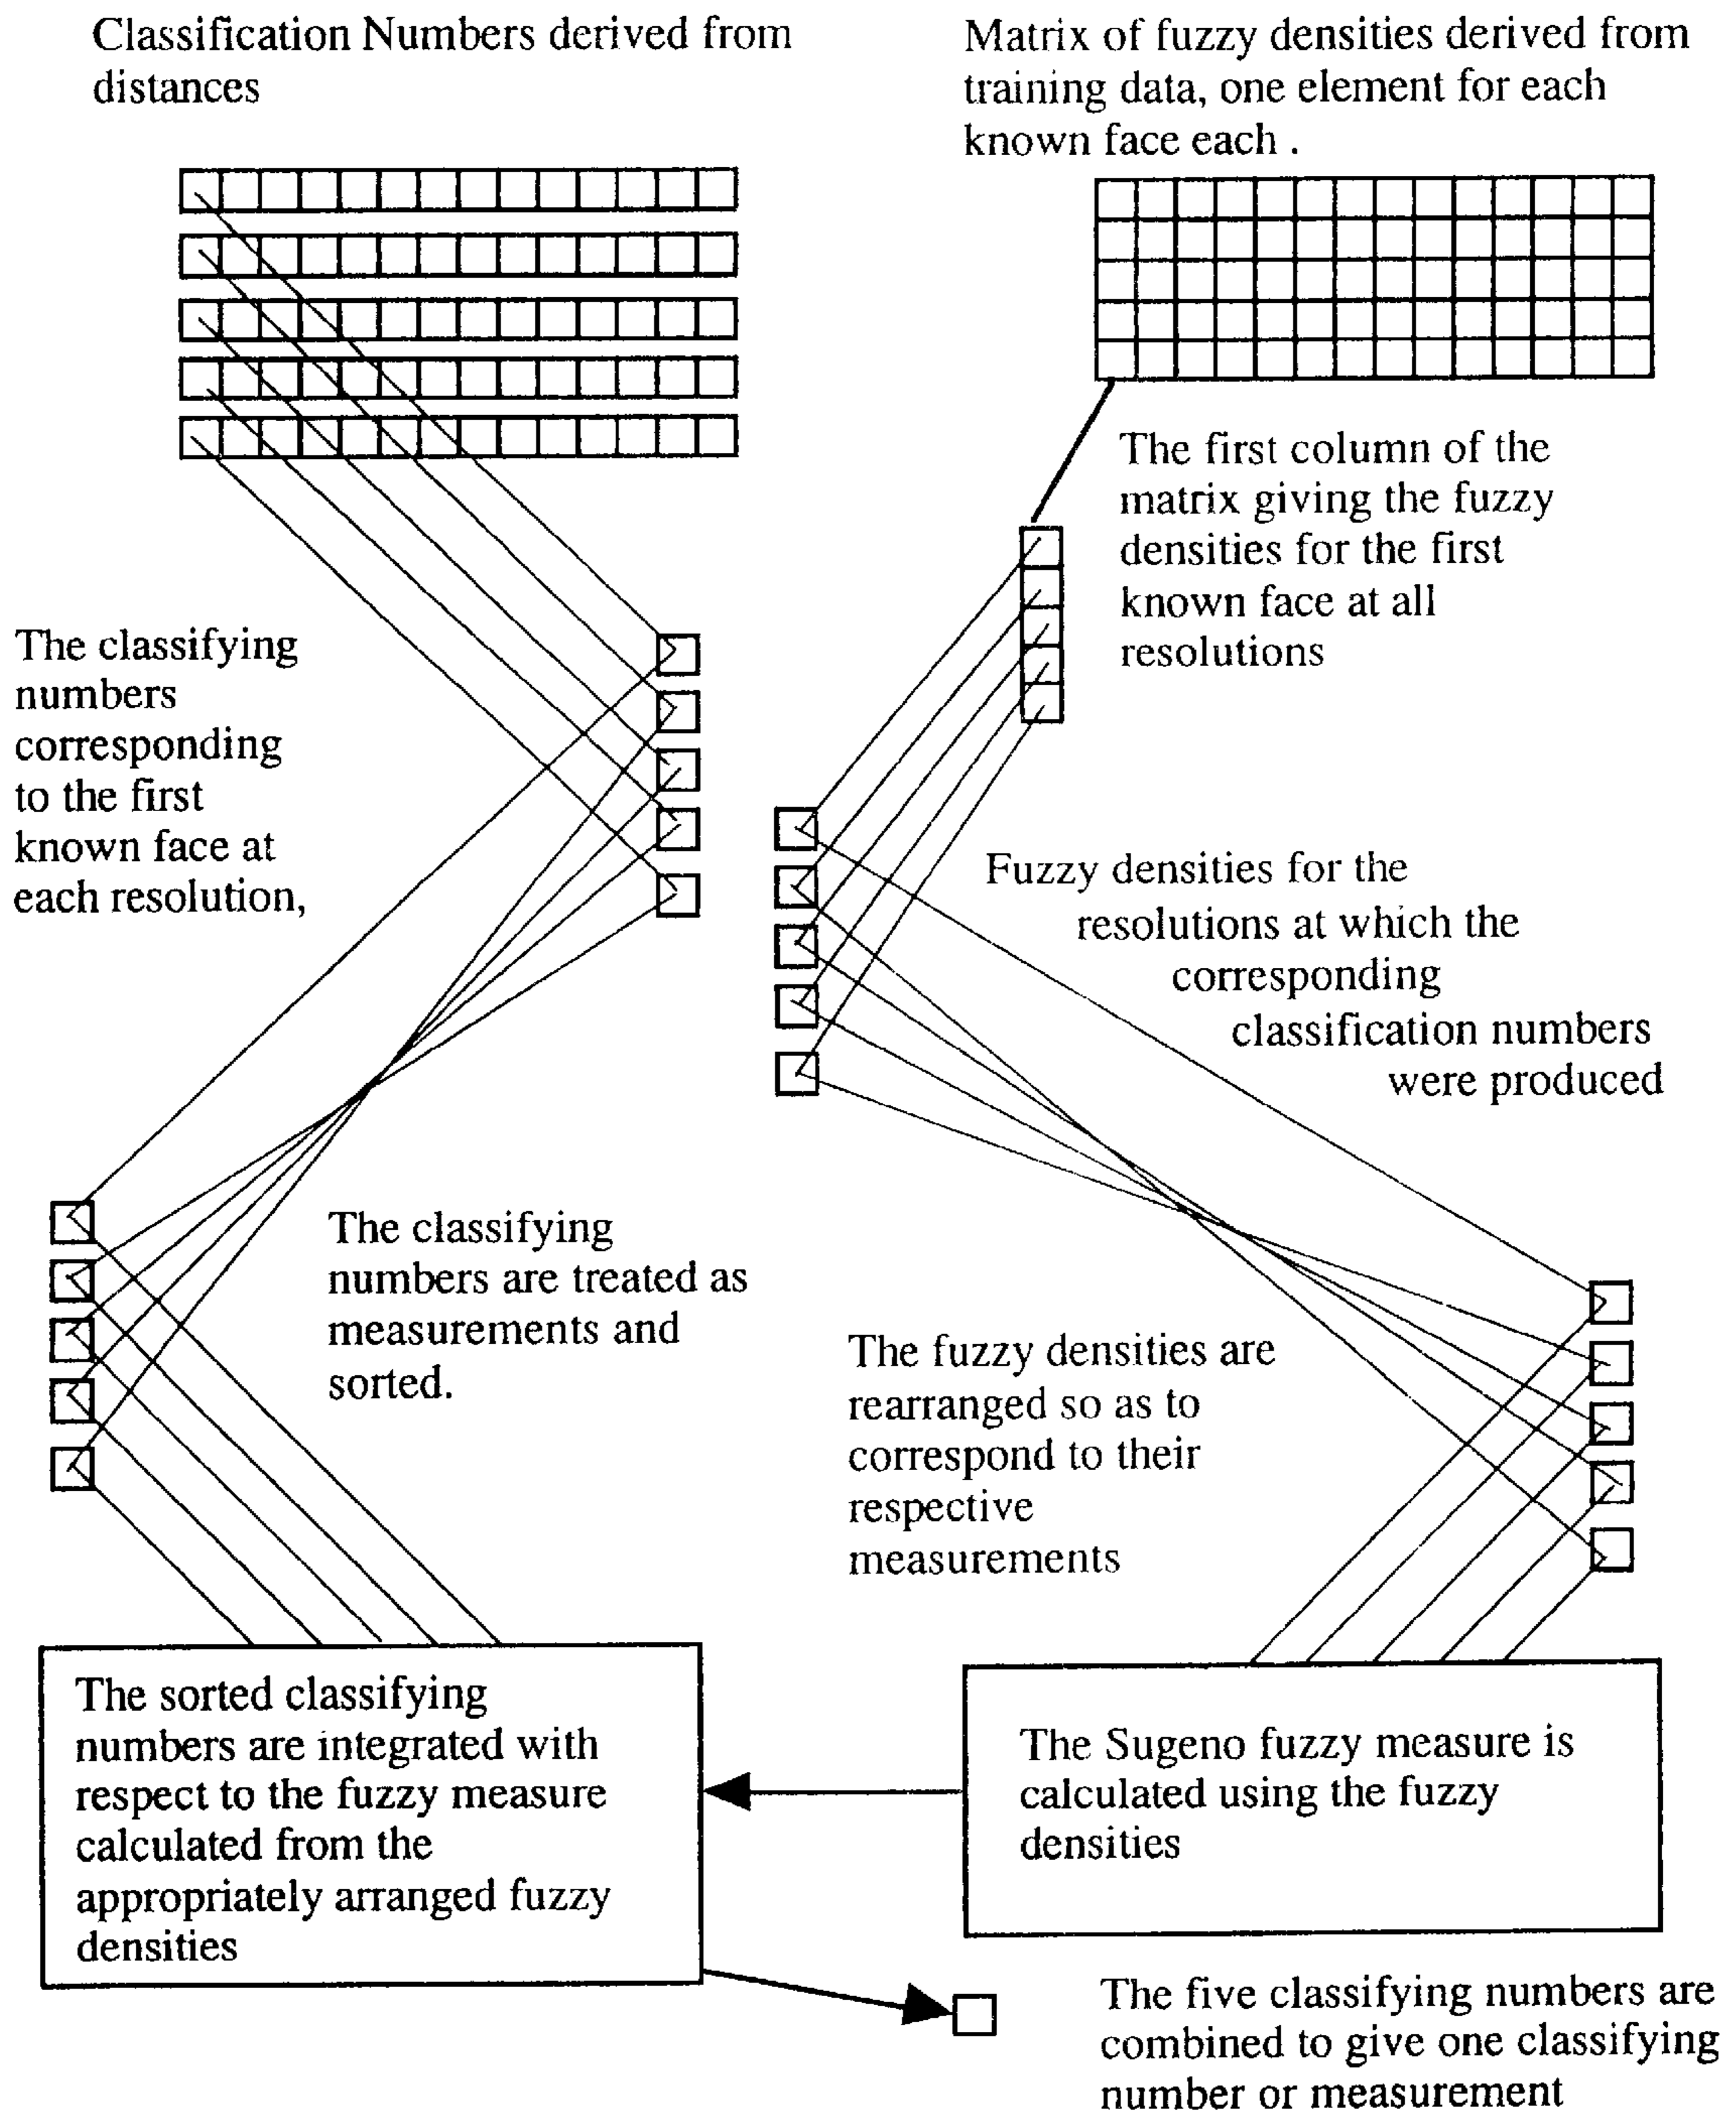 Classification Numbers derived from
distances
Matrix of fuzzy densities derived from
training data, one element for each
known face each .
The first column of the
matrix giving the fuzzy
densities for the first
known face at all
resolutions
The classifying
numbers
corresponding
to the first
known face at
each resolution,
Fuzzy densities for the
resolutions at which the
corresponding
classification numbers
were produced
The classifying
numbers are treated as
measurements and
sorted.
The fuzzy densities are
rearranged so as to
correspond to their
respective
measurements
The sorted classifying
numbers are integrated with
respect to the fuzzy measure
calculated from the
appropriately arranged fuzzy
densities
The Sugeno fuzzy measure is
calculated using the fuzzy
densities
The five classifying numbers are
combined to give one classifying
number or measurement